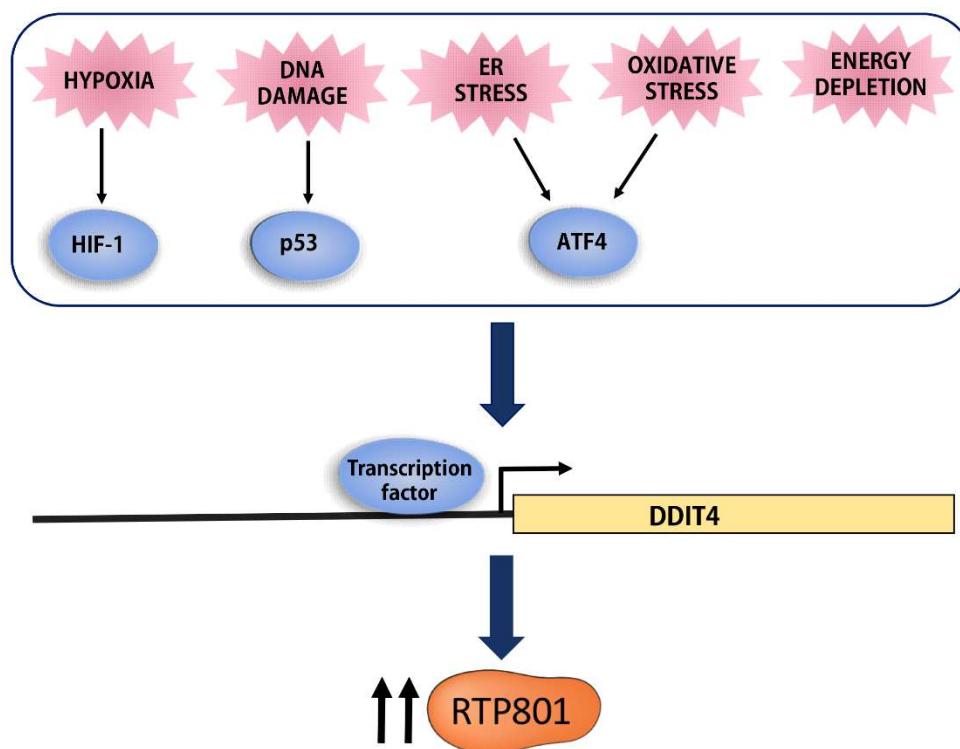 HYPOXIA
DNA
DAMAGE
ER
STRESS
OXIDATIVE
STRESS
ENERGY
DEPLETION
HIF-1
p53
ATF4
Transcription
factor
DDIT4
RTP801